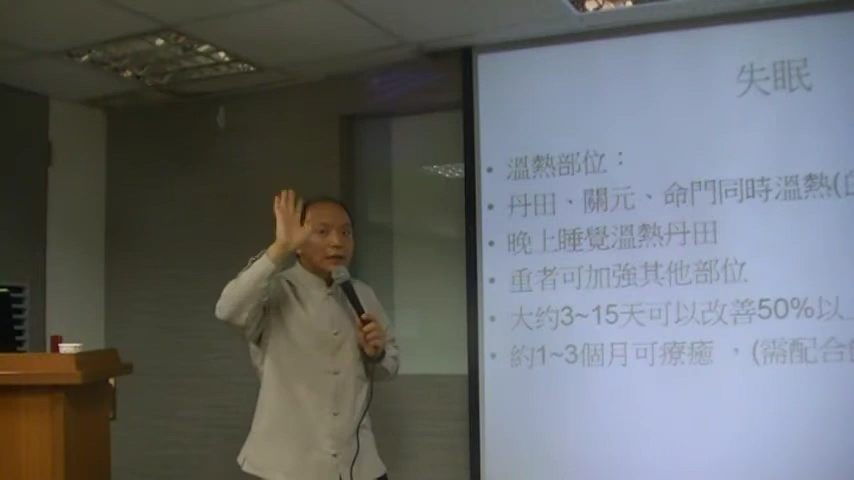 失眠
• 溫熱部位：
• 丹田、關元、命門同時溫熱(
• 晚上睡覺溫熱丹田
• 重者可加強其他部位
• 大约3~15天可以改善50%以
• 約1~3個月可療癒 ，(需配合